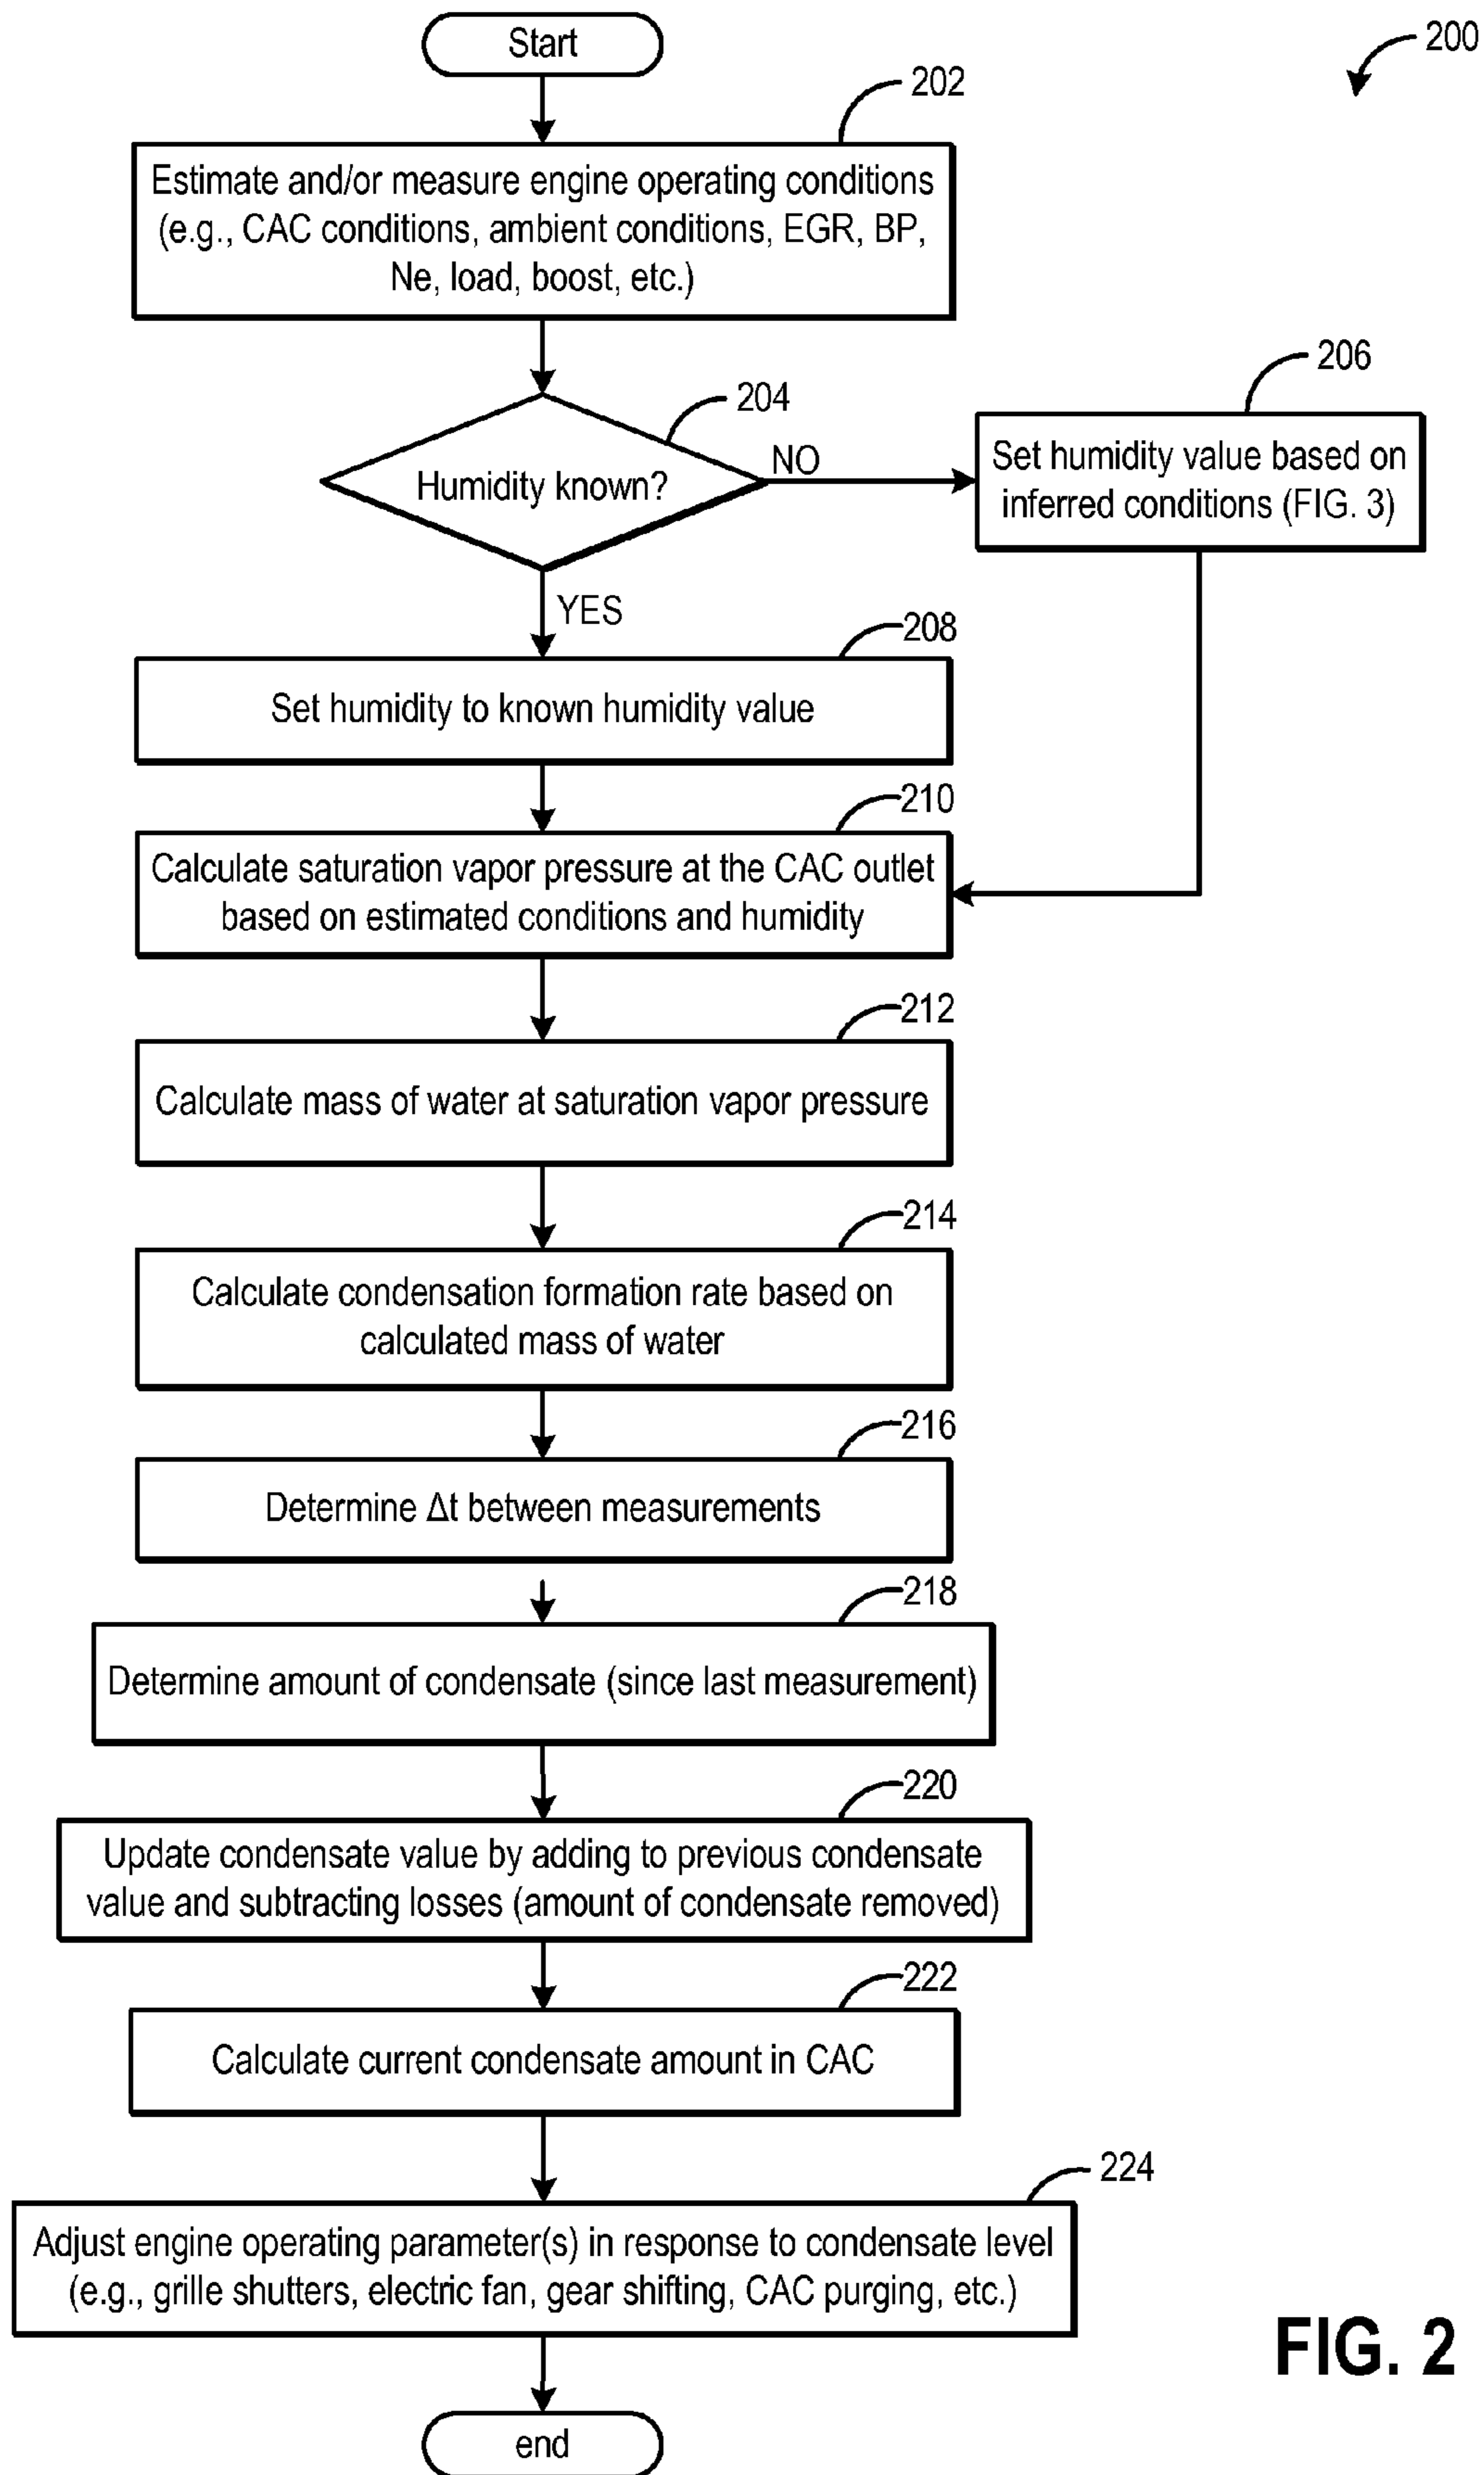 Start
200
202
Estimate and/or measure engine operating conditions
(e.g., CAC conditions, ambient conditions, EGR, BP,
Ne, load, boost, etc.)
204
Humidity known?
NO
206
Set humidity value based on
inferred conditions (FIG. 3)
YES
208
Set humidity to known humidity value
210
Calculate saturation vapor pressure at the CAC outlet
based on estimated conditions and humidity
212
Calculate mass of water at saturation vapor pressure
214
Calculate condensation formation rate based on
calculated mass of water
216
Determine Δt between measurements
218
Determine amount of condensate (since last measurement)
220
Update condensate value by adding to previous condensate
value and subtracting losses (amount of condensate removed)
222
Calculate current condensate amount in CAC
224
Adjust engine operating parameter(s) in response to condensate level
(e.g., grille shutters, electric fan, gear shifting, CAC purging, etc.)
end
FIG. 2